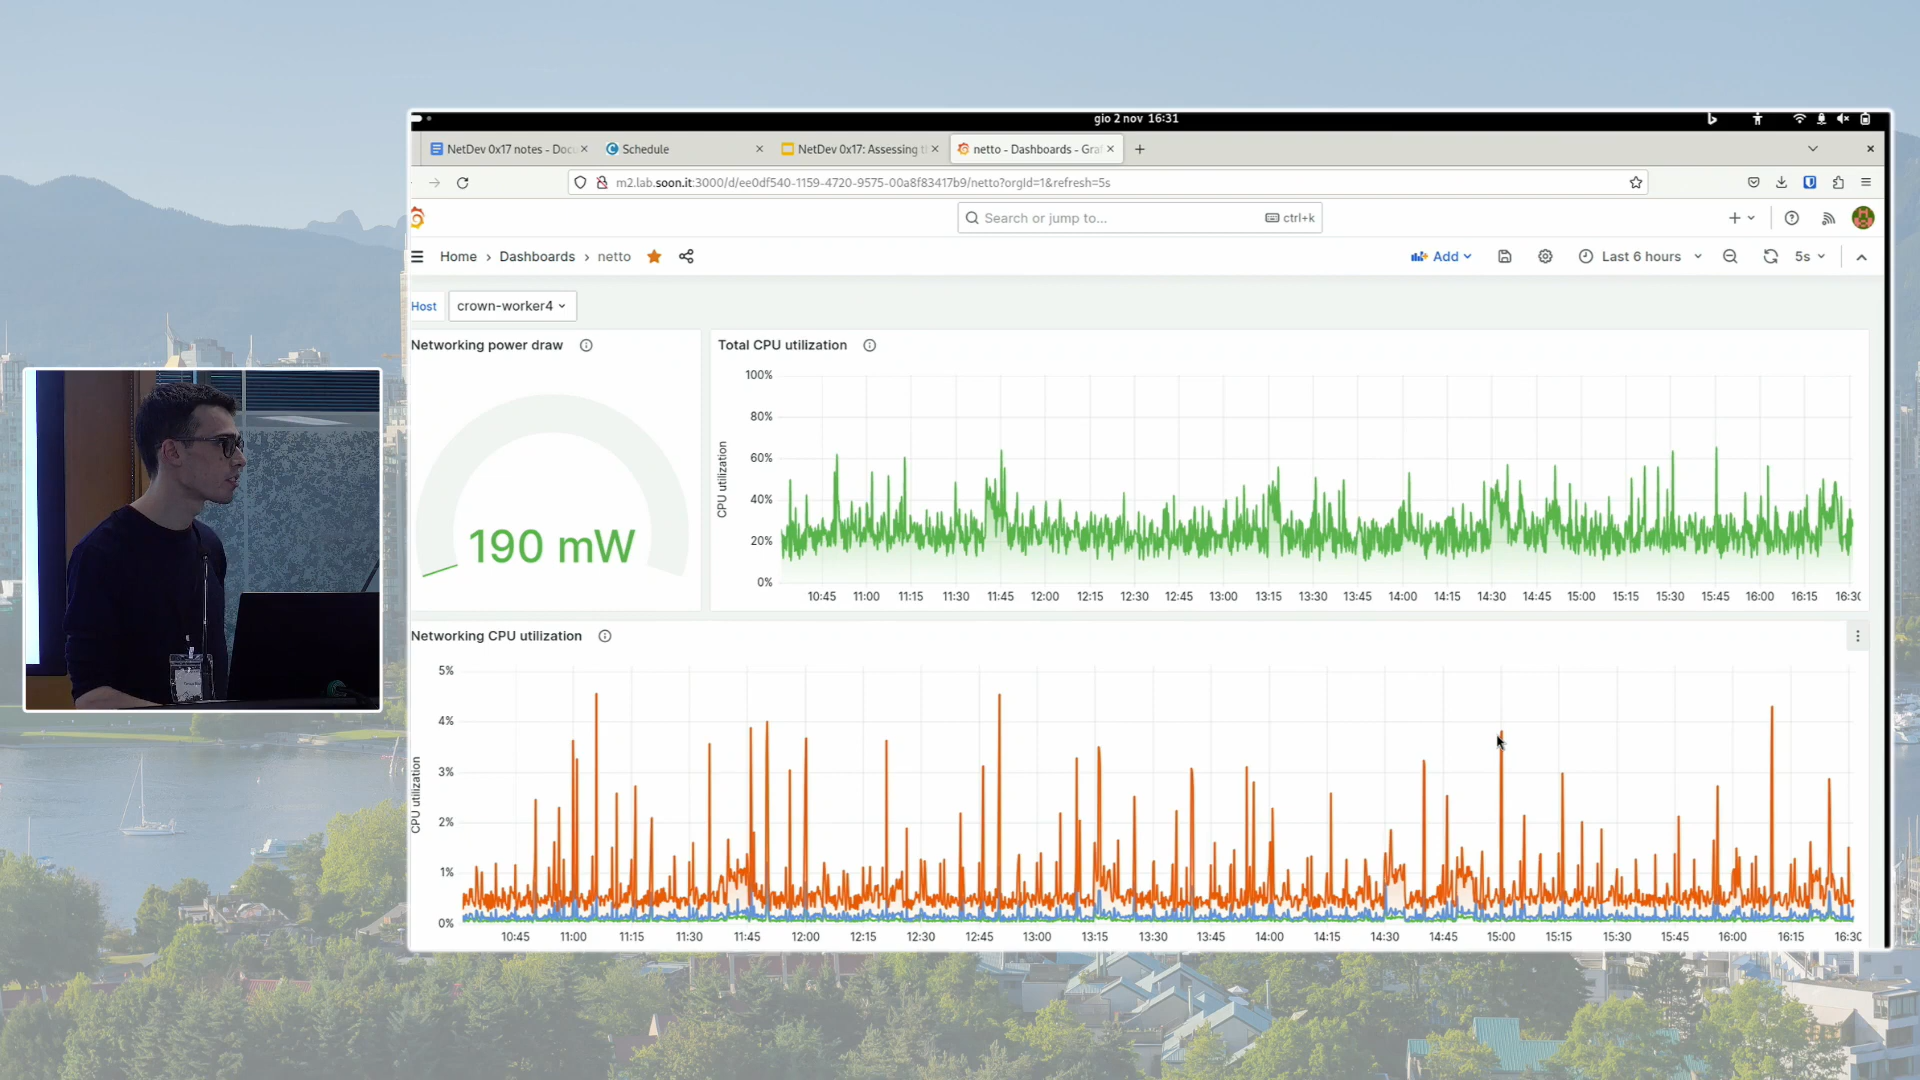 gio 2 nov 16:31
NetDev 0x17 notes - Docu
Schedule
NetDev 0x17: Assessing t
netto - Dashboards - Gra
m2.lab.soon.it:3000/d/ee0df540-1159-4720-9575-00a8f83417b9/netto?orgId=1&refresh=5s
Search or jump to...
ctrl+k
Home › Dashboards › netto
Add
Last 6 hours
5s
Host
crown-worker4
Networking power draw
190 mW
Total CPU utilization
CPU utilization
100%
80%
60%
40%
20%
0%
10:45 11:00 11:15 11:30 11:45 12:00 12:15 12:30 12:45 13:00 13:15 13:30 13:45 14:00 14:15 14:30 14:45 15:00 15:15 15:30 15:45 16:00 16:15 16:30
Networking CPU utilization
CPU utilization
5%
4%
3%
2%
1%
0%
10:45 11:00 11:15 11:30 11:45 12:00 12:15 12:30 12:45 13:00 13:15 13:30 13:45 14:00 14:15 14:30 14:45 15:00 15:15 15:30 15:45 16:00 16:15 16:30